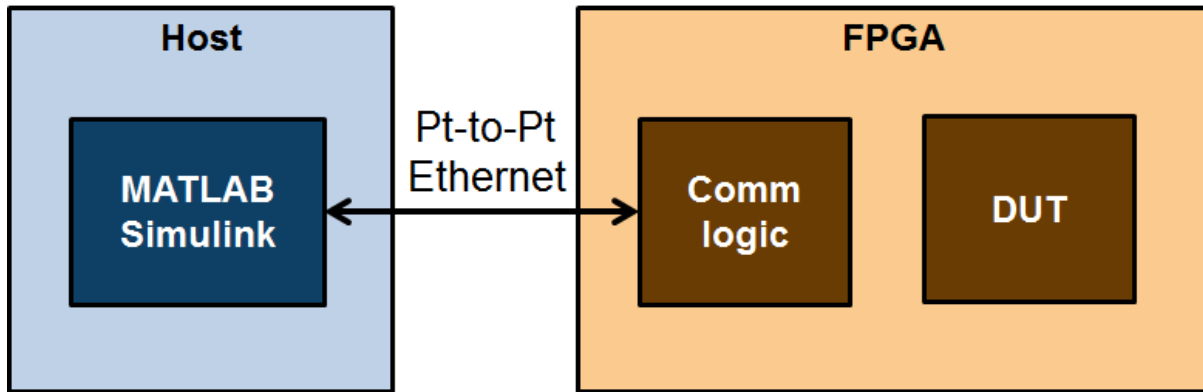 Host
FPGA
MATLAB
Simulink
Pt-to-Pt
Ethernet
Comm
logic
DUT